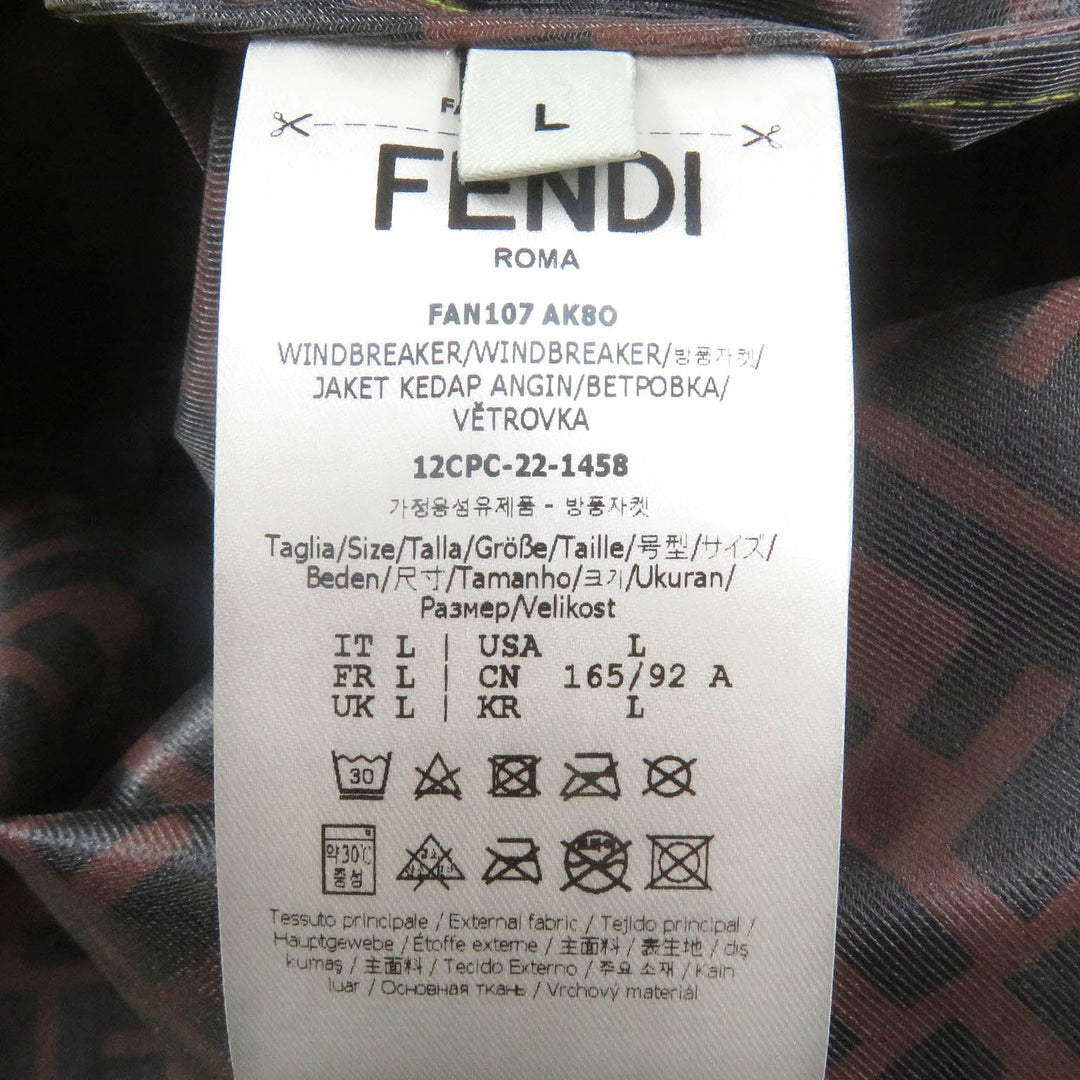 L
FENDI
ROMA
FAN107 AK80
WINDBREAKER/WINDBREAKER/방풍자켓/
JAKET KEDAP ANGIN/ВЕТРОВКА/
VĚTROVKA
12CPC-22-1458
가정용섬유제품 - 방풍자켓
Taglia/Size/Talla/Größe/Taille/号型/サイズ/
Beden/尺寸/Tamanho/크기/Ukuran/
Размер/Velikost
IT L | USA L
FR L | CN 165/92 A
UK L | KR L
30
약30℃
중성
Tessuto principale / External fabric / Tejido principal /
Hauptgewebe / Étoffe externe / 主面料 / 表生地 / dış
kumaş / 主面料 / Tecido Externo / 주요 소재 / Kain
luar / Основная ткань / Vrchový materiál